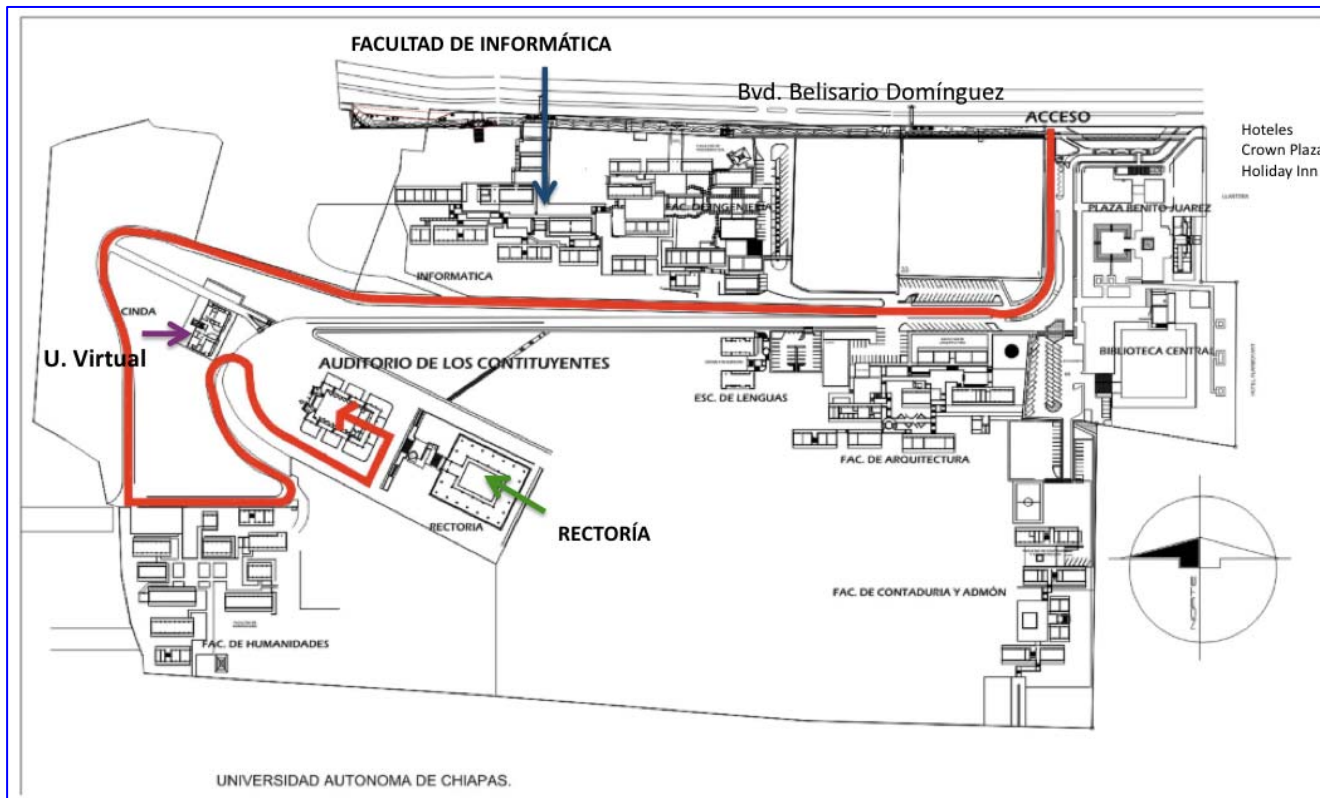 FACULTAD DE INFORMÁTICA
Bvd. Belisario Domínguez
ACCESO
Hoteles
Crown Plaza
Holiday Inn
PLAZA BENITO JUAREZ
FAC. DE INGENIERIA
INFORMATICA
CINDA
U. Virtual
AUDITORIO DE LOS CONTITUYENTES
BIBLIOTECA CENTRAL
ESC. DE LENGUAS
FAC. DE ARQUITECTURA
RECTORIA
RECTORÍA
FAC. DE CONTADURIA Y ADMÓN
NORTE
FAC. DE HUMANIDADES
UNIVERSIDAD AUTONOMA DE CHIAPAS.